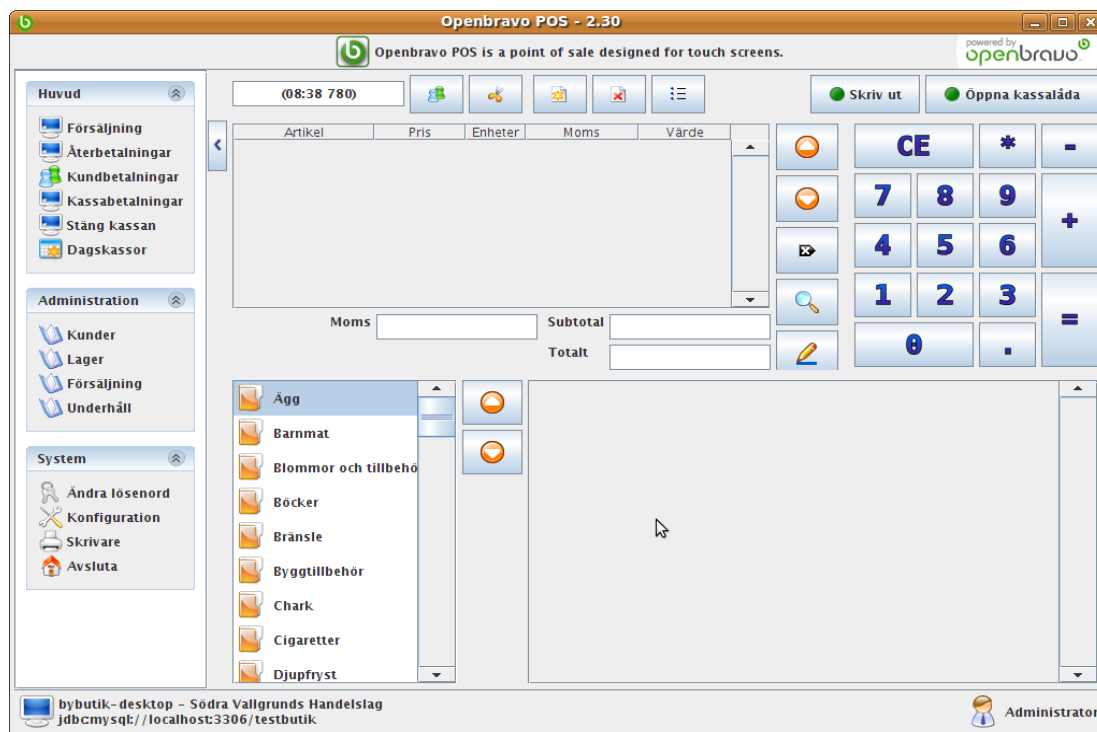 Openbravo POS - 2.30
Openbravo POS is a point of sale designed for touch screens.
powered by
openbravo
Huvud
Försäljning
Återbetalningar
Kundbetalningar
Kassabetalningar
Stäng kassan
Dagskassor
Administration
Kunder
Lager
Försäljning
Underhåll
System
Ändra lösenord
Konfiguration
Skrivare
Avsluta
(08:38 780)
Skriv ut
Öppna kassalåda
Artikel Pris Enheter Moms Värde
Moms
Subtotal
Totalt
CE * -
7 8 9 +
4 5 6
1 2 3 =
0 .
Ägg
Barnmat
Blommor och tillbehö
Böcker
Bränsle
Byggtillbehör
Chark
Cigaretter
Djupfryst
bybutik-desktop - Södra Vallgrunds Handelslag
jdbc:mysql://localhost:3306/testbutik
Administrator